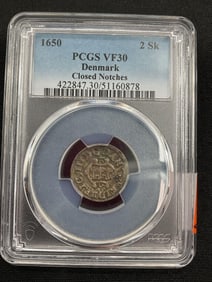 1650 2 Sk
PCGS VF30
Denmark
Closed Notches
422847.30/51160878